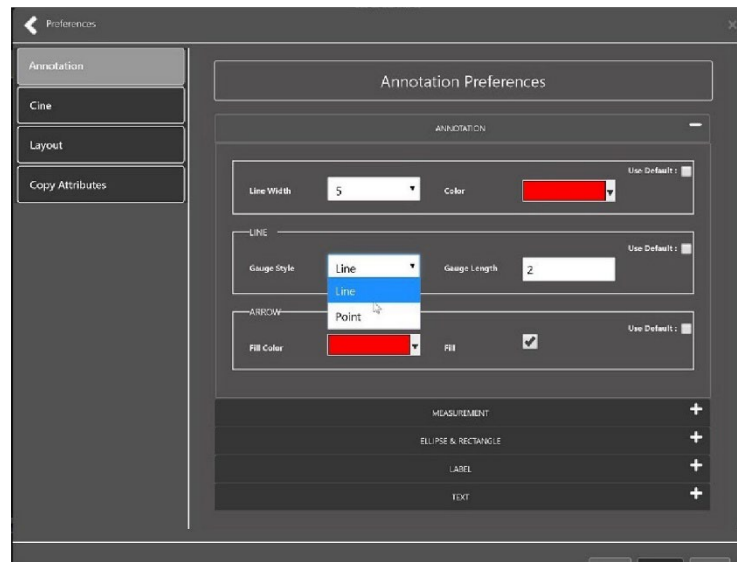 Preferences
Annotation
Cine
Layout
Copy Attributes
Annotation Preferences
ANNOTATION
Use Default :
Line Width
5
Color
LINE
Use Default :
Gauge Style
Line
Gauge Length
2
Line
Point
ARROW
Use Default :
Fill Color
Fill
MEASUREMENT
ELLIPSE & RECTANGLE
LABEL
TEXT